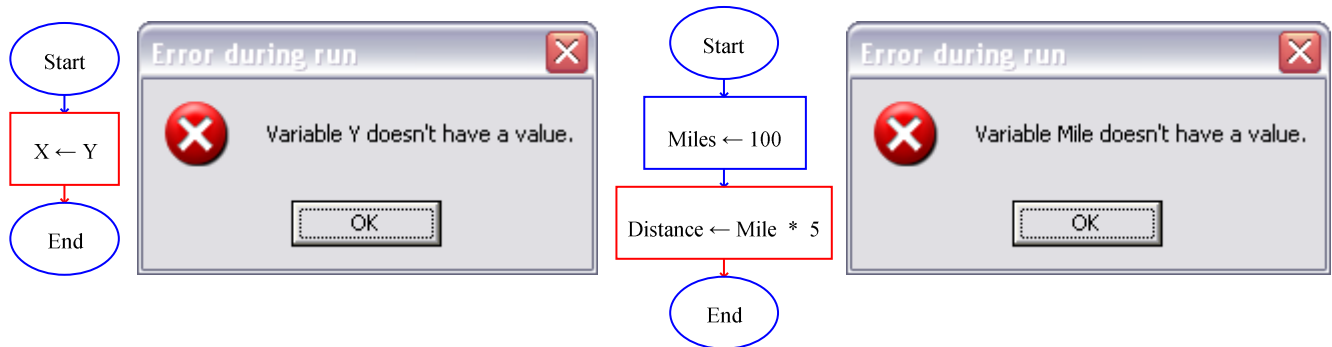 Start
X ← Y
End
Error during run
Variable Y doesn't have a value.
OK
Start
Miles ← 100
Distance ← Mile * 5
End
Error during run
Variable Mile doesn't have a value.
OK